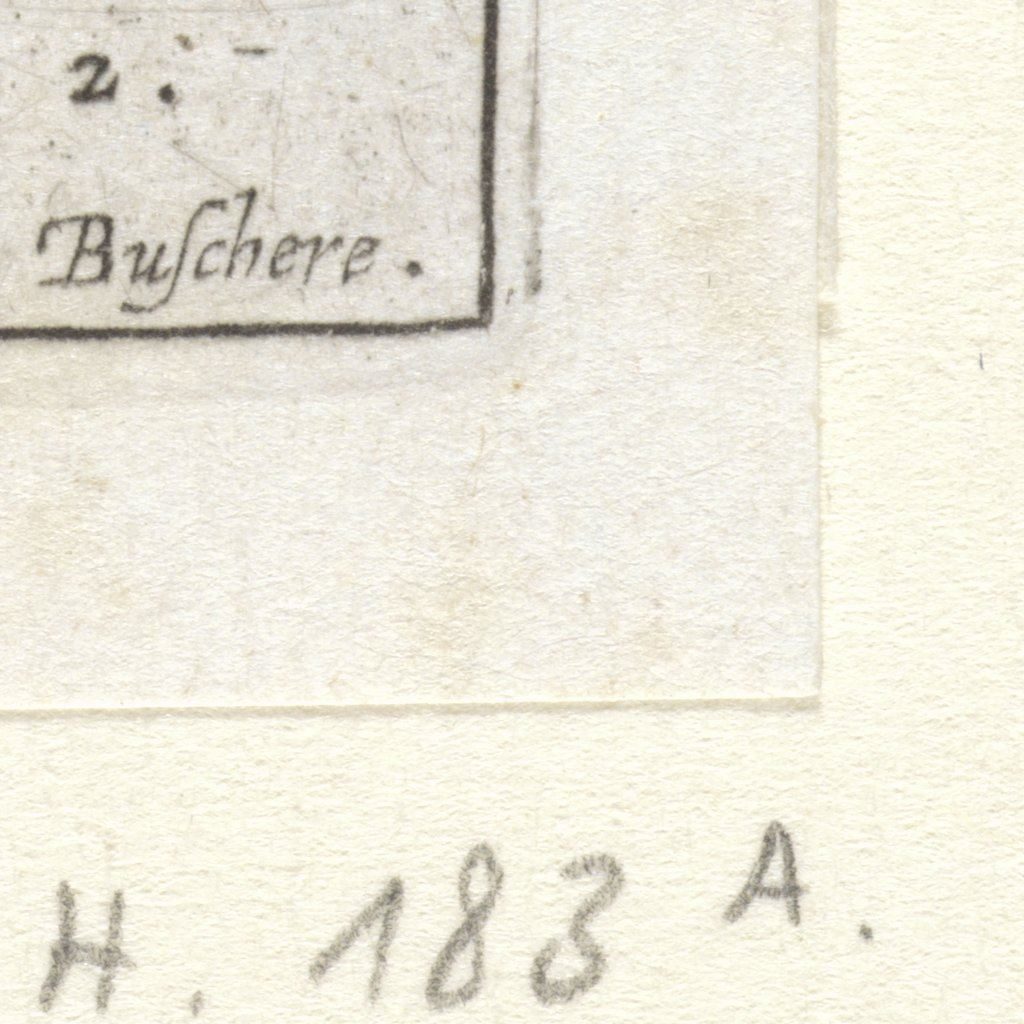 2.
Buſchere.
H. 183 A.